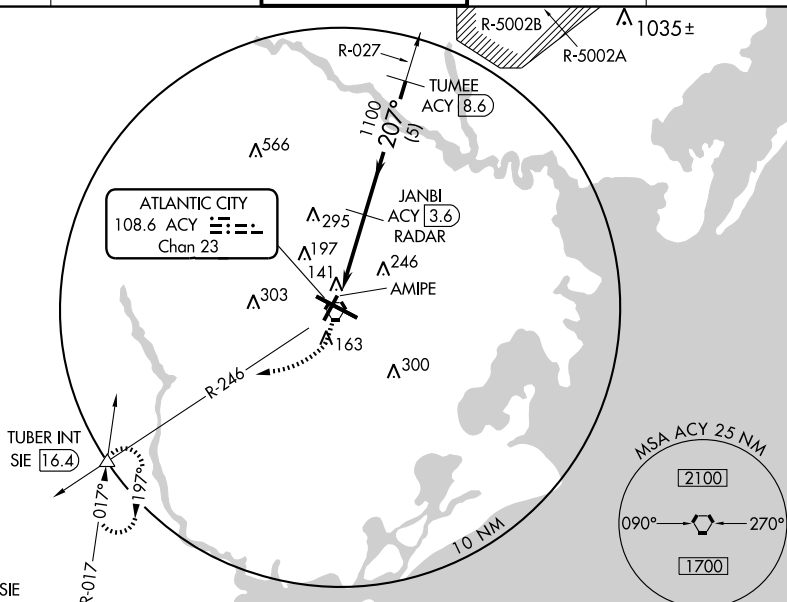 R-5002B
1035±
R-5002A
R-027
TUMEE
ACY 8.6
1100
207°
(5)
566
ATLANTIC CITY
108.6 ACY
Chan 23
JANBI
ACY 3.6
RADAR
295
197
246
141
AMIPE
303
163
300
R-246
TUBER INT
SIE 16.4
017°
197°
R-017
SIE
10 NM
MSA ACY 25 NM
2100
090°
270°
1700